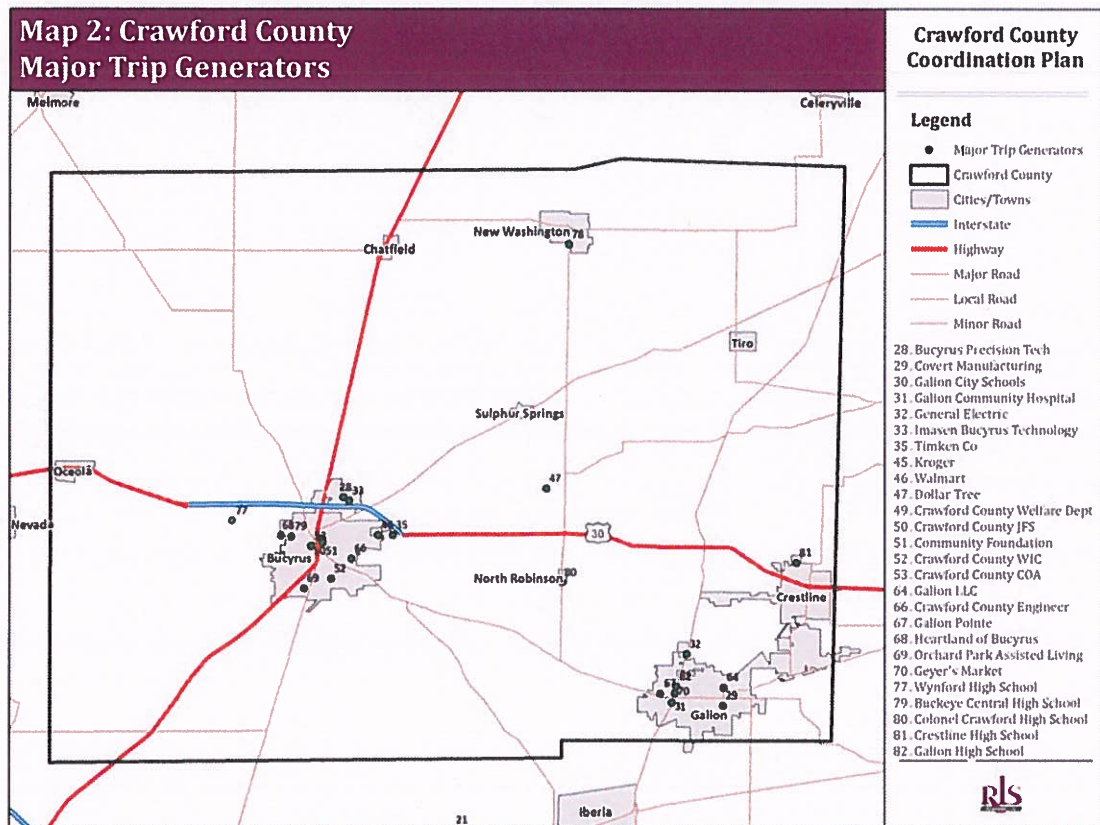 Map 2: Crawford County
Major Trip Generators
Crawford County
Coordination Plan
Legend
Major Trip Generators
Crawford County
Cities/Towns
Interstate
Highway
Major Road
Local Road
Minor Road
28. Bucyrus Precision Tech
29. Covert Manufacturing
30. Galion City Schools
31. Galion Community Hospital
32. General Electric
33. Imasen Bucyrus Technology
35. Timken Co
45. Kroger
46. Walmart
47. Dollar Tree
49. Crawford County Welfare Dept
50. Crawford County JFS
51. Community Foundation
52. Crawford County WIC
53. Crawford County COA
64. Galion LLC
66. Crawford County Engineer
67. Galion Pointe
68. Heartland of Bucyrus
69. Orchard Park Assisted Living
70. Geyer's Market
77. Wynford High School
79. Buckeye Central High School
80. Colonel Crawford High School
81. Crestline High School
82. Galion High School
RLS
Melmore
Celeryville
New Washington
78
Chatfield
Tiro
Sulphur Springs
Oceola
47
28
33
77
Nevada
68
79
35
30
51
66
Bucyrus
81
52
North Robinson
80
69
Crestline
32
82
64
67
70
29
31
Galion
Iberia
21